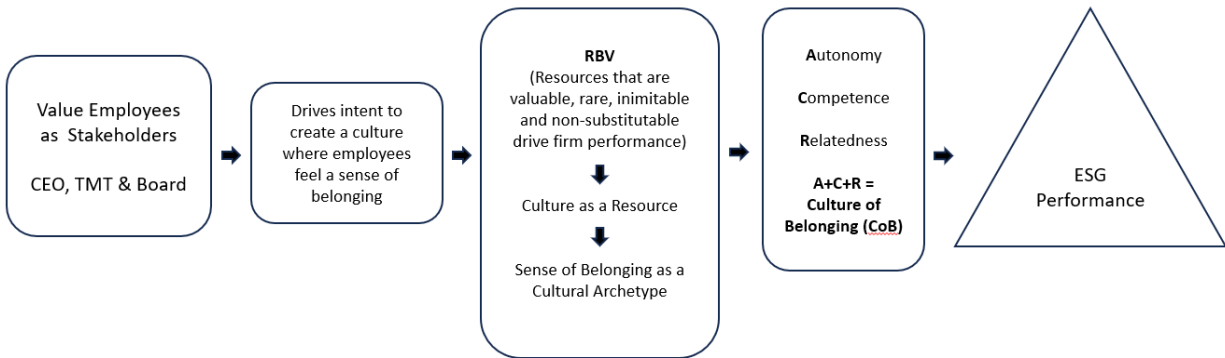 Value Employees
as Stakeholders
CEO, TMT & Board
Drives intent to
create a culture
where employees
feel a sense of
belonging
RBV
(Resources that are
valuable, rare, inimitable
and non-substitutable
drive firm performance)
Culture as a Resource
Sense of Belonging as a
Cultural Archetype
Autonomy
Competence
Relatedness
A+C+R =
Culture of
Belonging (CoB)
ESG
Performance